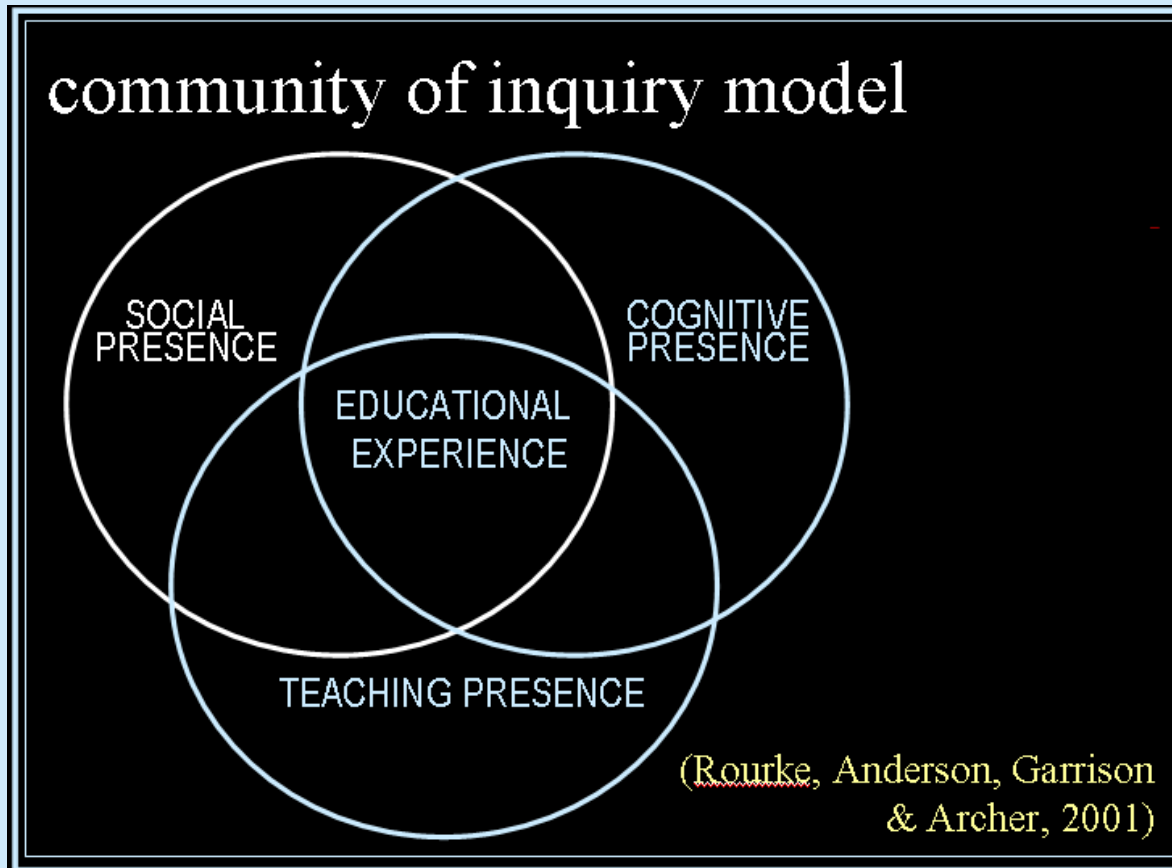 community of inquiry model
SOCIAL
PRESENCE
COGNITIVE
PRESENCE
EDUCATIONAL
EXPERIENCE
TEACHING PRESENCE
(Rourke, Anderson, Garrison
& Archer, 2001)